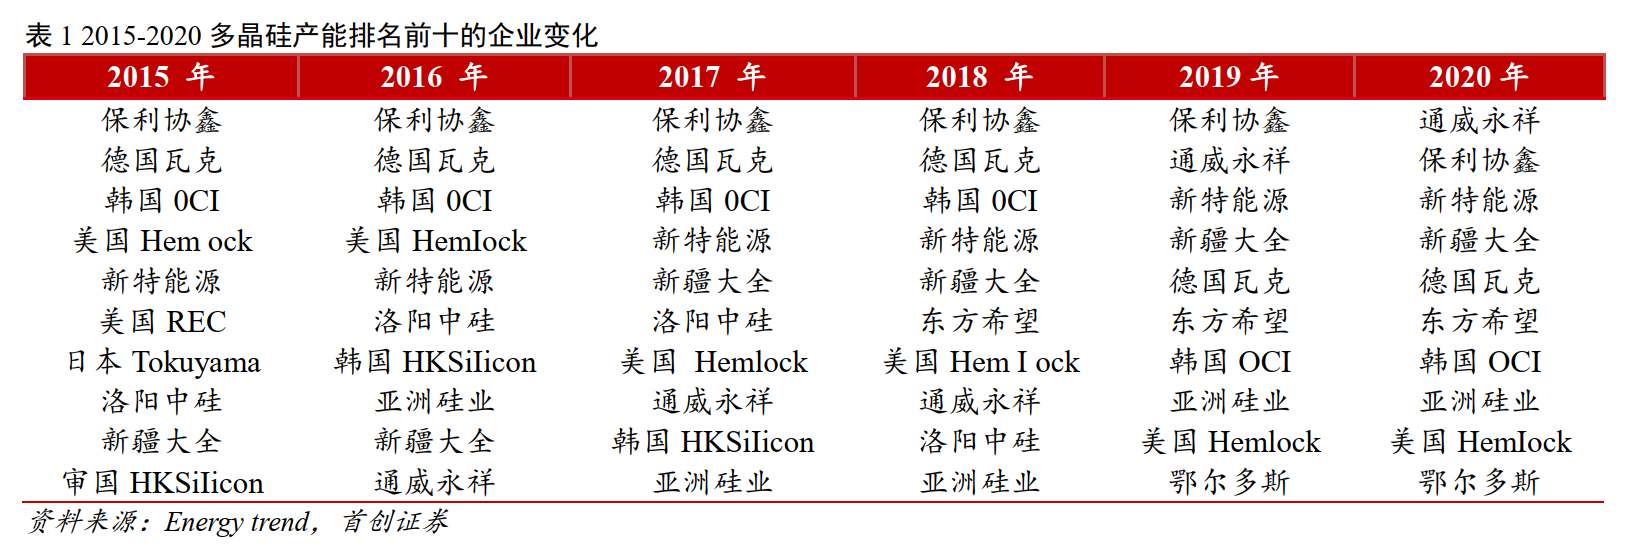 表 1 2015-2020 多晶硅产能排名前十的企业变化
2015 年 2016 年 2017 年 2018 年 2019 年 2020 年
保利协鑫 保利协鑫 保利协鑫 保利协鑫 保利协鑫 通威永祥
德国瓦克 德国瓦克 德国瓦克 德国瓦克 通威永祥 保利协鑫
韩国 0CI 韩国 0CI 韩国 0CI 韩国 0CI 新特能源 新特能源
美国 Hem ock 美国 HemIock 新特能源 新特能源 新疆大全 新疆大全
新特能源 新特能源 新疆大全 新疆大全 德国瓦克 德国瓦克
美国 REC 洛阳中硅 洛阳中硅 东方希望 东方希望 东方希望
日本 Tokuyama 韩国 HKSiIicon 美国 Hemlock 美国 Hem I ock 韩国 OCI 韩国 OCI
洛阳中硅 亚洲硅业 通威永祥 通威永祥 亚洲硅业 亚洲硅业
新疆大全 新疆大全 韩国 HKSiIicon 洛阳中硅 美国 Hemlock 美国 HemIock
审国 HKSiIicon 通威永祥 亚洲硅业 亚洲硅业 鄂尔多斯 鄂尔多斯
资料来源：Energy trend，首创证券